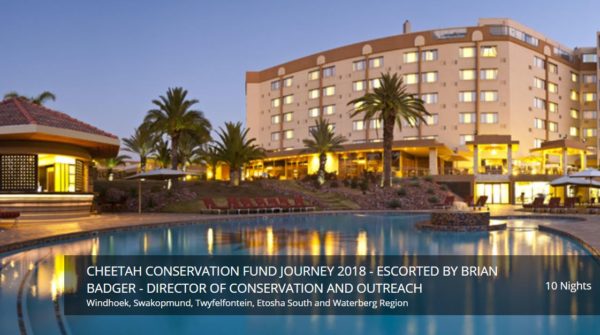 CHEETAH CONSERVATION FUND JOURNEY 2018 - ESCORTED BY BRIAN
BADGER - DIRECTOR OF CONSERVATION AND OUTREACH
10 Nights
Windhoek, Swakopmund, Twyfelfontein, Etosha South and Waterberg Region